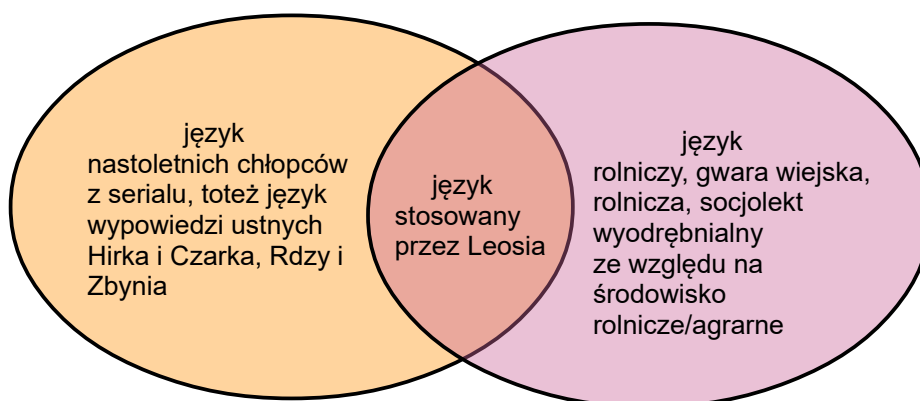 język
nastoletnich chłopców
z serialu, toteż język
wypowiedzi ustnych
Hirka i Czarka, Rdzy i
Zbynia
język
stosowany
przez Leosia
język
rolniczy, gwara wiejska,
rolnicza, socjolekt
wyodrębnialny
ze względu na
środowisko
rolnicze/agrarne